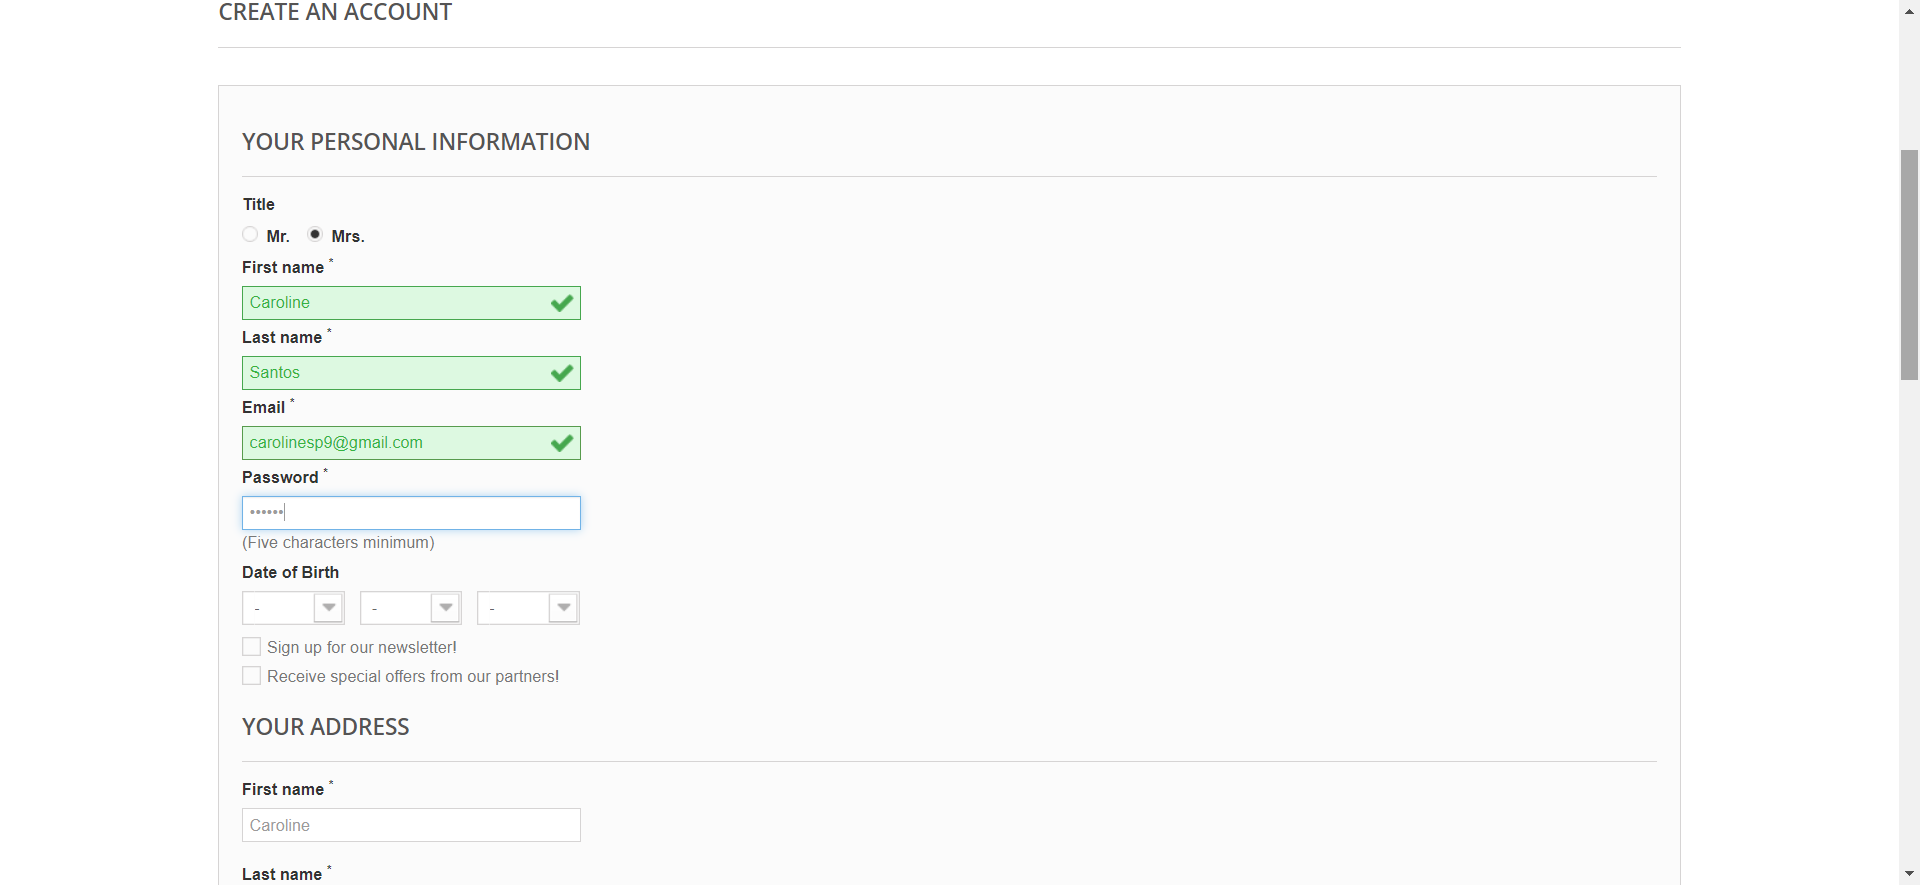 CREATE AN ACCOUNT
YOUR PERSONAL INFORMATION
Title
Mr. Mrs.
First name *
Caroline
Last name *
Santos
Email *
carolinesp9@gmail.com
Password *
••••••
(Five characters minimum)
Date of Birth
- - -
Sign up for our newsletter!
Receive special offers from our partners!
YOUR ADDRESS
First name *
Caroline
Last name *